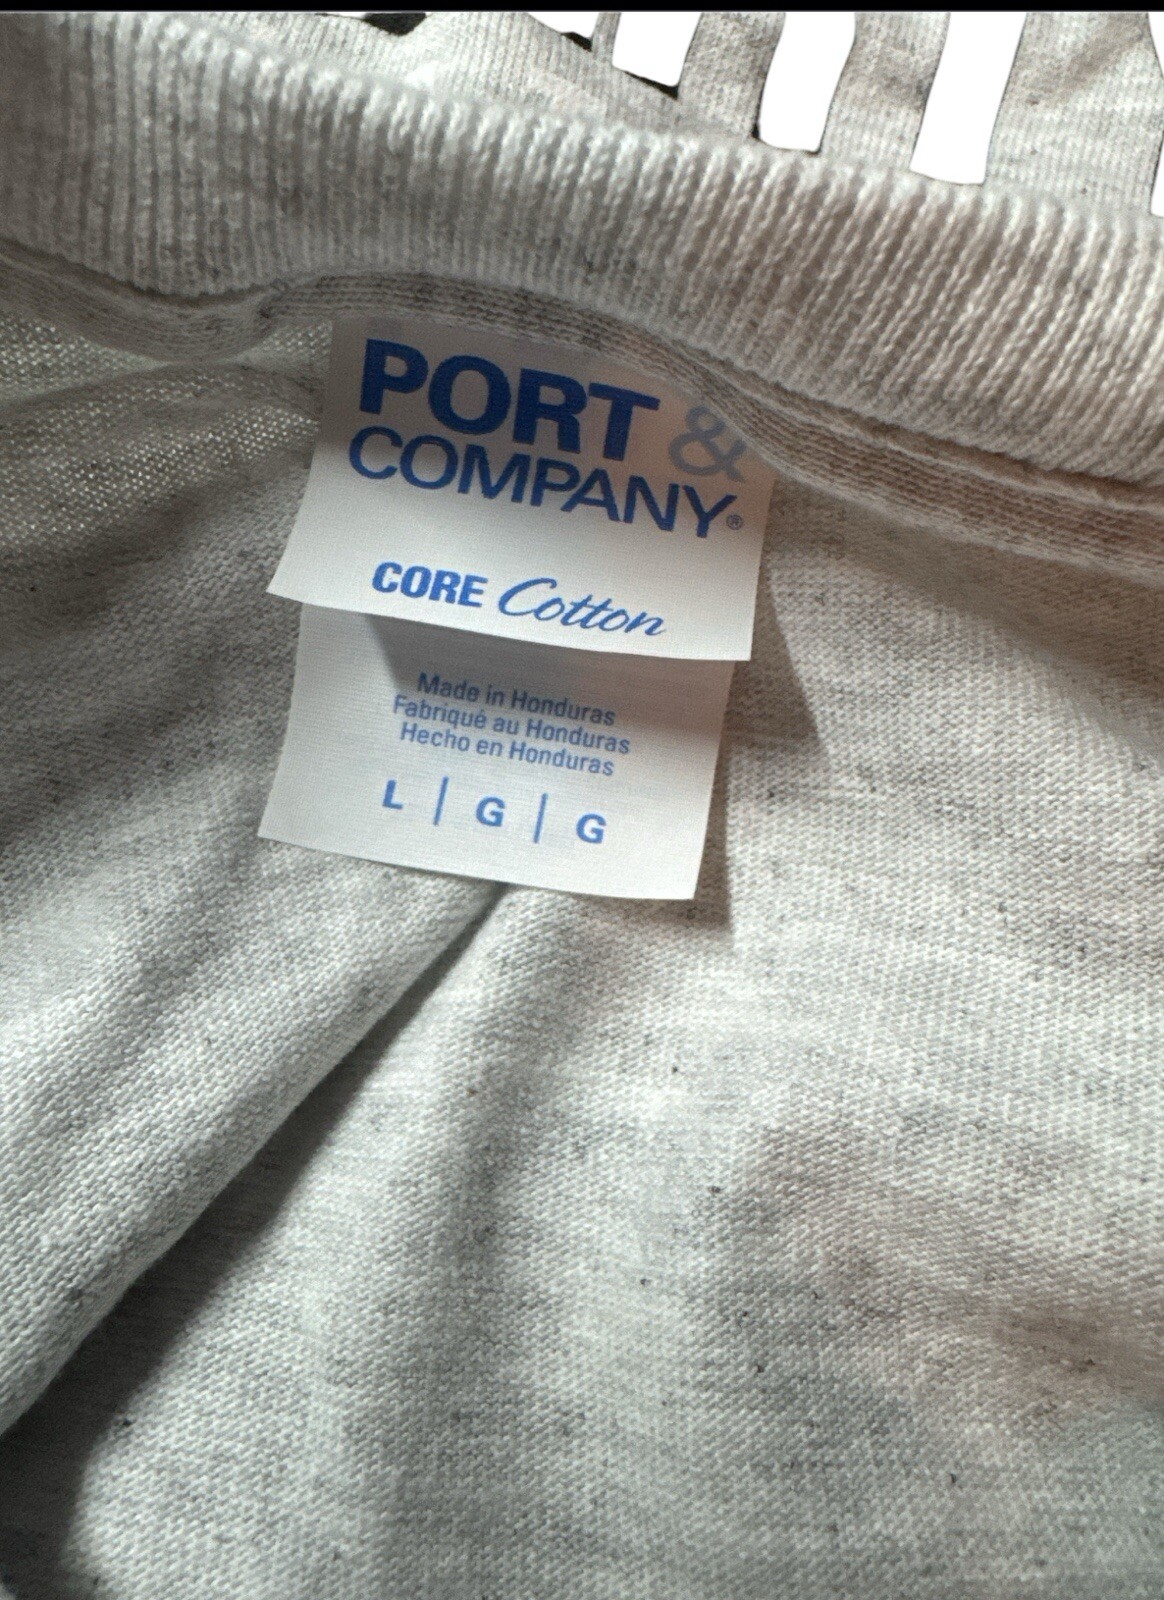 PORT &
COMPANY®
CORE Cotton
Made in Honduras
Fabriqué au Honduras
Hecho en Honduras
L | G | G